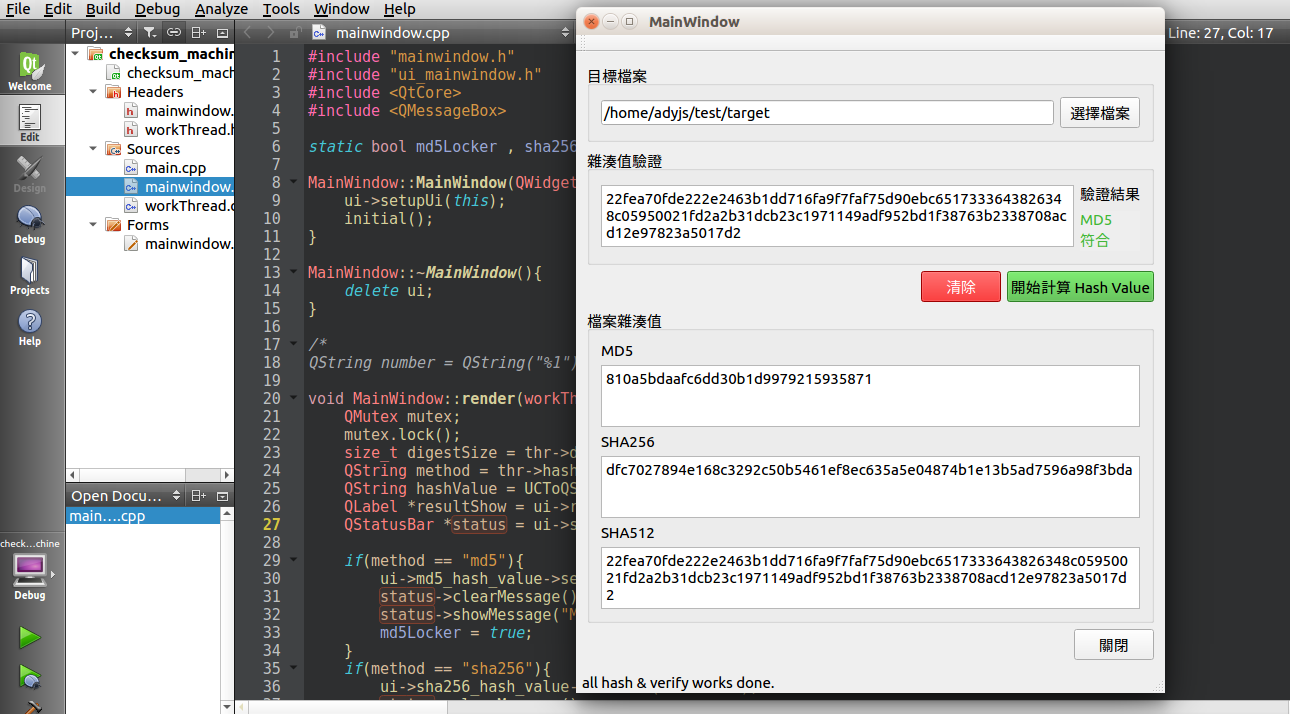 File Edit Build Debug Analyze Tools Window Help
MainWindow
Proj...
mainwindow.cpp
Line: 27, Col: 17
Welcome
Edit
Design
Debug
Projects
Help
check...chine
Debug
checksum_machin
checksum_mach
Headers
mainwindow.
workThread.h
Sources
main.cpp
mainwindow.
workThread.c
Forms
mainwindow.
Open Docu...
main....cpp
1 #include "mainwindow.h"
2 #include "ui_mainwindow.h"
3 #include <QtCore>
4 #include <QMessageBox>
5
6 static bool md5Locker , sha256
7
8 MainWindow::MainWindow(QWidget
9 ui->setupUi(this);
10 initial();
11 }
12
13 MainWindow::~MainWindow(){
14 delete ui;
15 }
16
17 /*
18 QString number = QString("%1")
19
20 void MainWindow::render(workTh
21 QMutex mutex;
22 mutex.lock();
23 size_t digestSize = thr->d
24 QString method = thr->hash
25 QString hashValue = UCToQS
26 QLabel *resultShow = ui->r
27 QStatusBar *status = ui->s
28
29 if(method == "md5"){
30 ui->md5_hash_value->se
31 status->clearMessage()
32 status->showMessage("M
33 md5Locker = true;
34 }
35 if(method == "sha256"){
36 ui->sha256_hash_value-
目標檔案
/home/adyjs/test/target
選擇檔案
雜湊值驗證
22fea70fde222e2463b1dd716fa9f7faf75d90ebc651733364382634
8c05950021fd2a2b31dcb23c1971149adf952bd1f38763b2338708ac
d12e97823a5017d2
驗證結果
MD5
符合
清除
開始計算 Hash Value
檔案雜湊值
MD5
810a5bdaafc6dd30b1d9979215935871
SHA256
dfc7027894e168c3292c50b5461ef8ec635a5e04874b1e13b5ad7596a98f3bda
SHA512
22fea70fde222e2463b1dd716fa9f7faf75d90ebc6517333643826348c059500
21fd2a2b31dcb23c1971149adf952bd1f38763b2338708acd12e97823a5017d
2
關閉
all hash & verify works done.